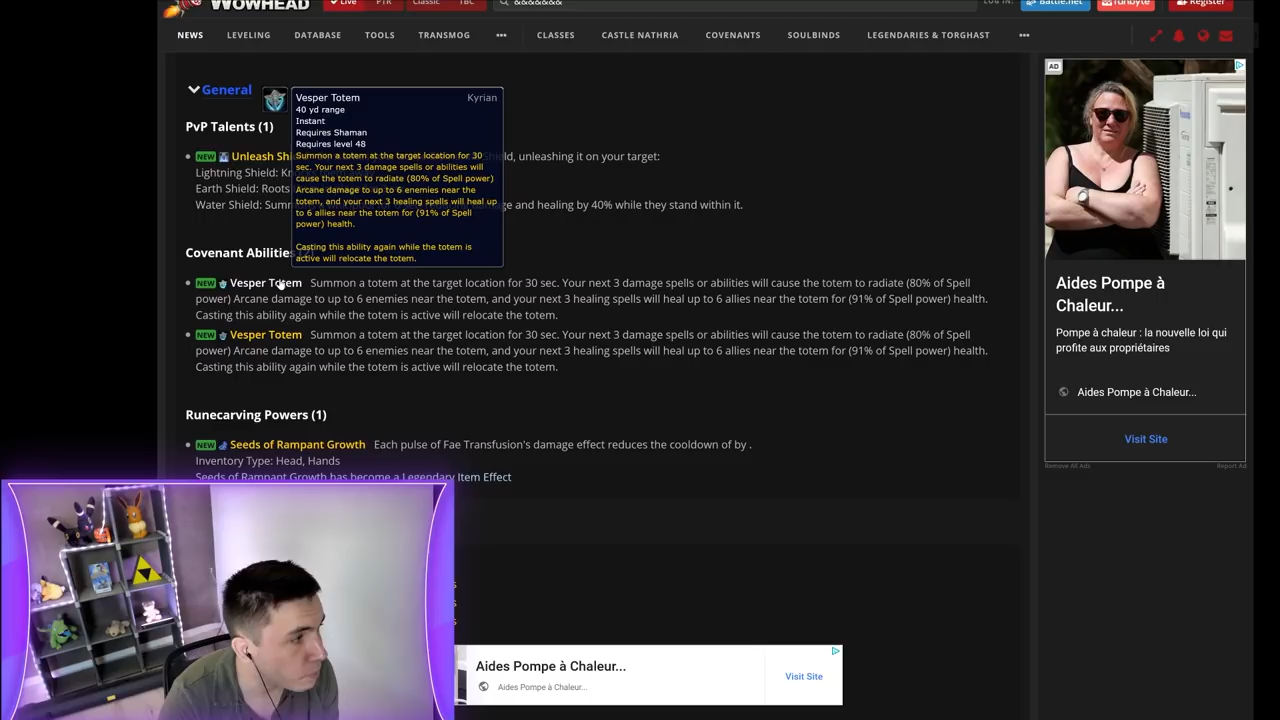 WOWHEAD
Live PTR Classic TBC
&&&&&&&
LOG IN: Battle.net
Register
NEWS LEVELING DATABASE TOOLS TRANSMOG ••• CLASSES CASTLE NATHRIA COVENANTS SOULBINDS LEGENDARIES & TORGHAST •••
General
Vesper Totem Kyrian
40 yd range
Instant
Requires Shaman
Requires level 48
Summon a totem at the target location for 30
sec. Your next 3 damage spells or abilities will
cause the totem to radiate (80% of Spell power)
Arcane damage to up to 6 enemies near the
totem, and your next 3 healing spells will heal up
to 6 allies near the totem for (91% of Spell
power) health.
Casting this ability again while the totem is
active will relocate the totem.
PvP Talents (1)
NEW Unleash Shi ld, unleashing it on your target:
Lightning Shield: Kn
Earth Shield: Roots
Water Shield: Sum and healing by 40% while they stand within it.
Covenant Abilities
NEW Vesper Totem Summon a totem at the target location for 30 sec. Your next 3 damage spells or abilities will cause the totem to radiate (80% of Spell
power) Arcane damage to up to 6 enemies near the totem, and your next 3 healing spells will heal up to 6 allies near the totem for (91% of Spell power) health.
Casting this ability again while the totem is active will relocate the totem.
NEW Vesper Totem Summon a totem at the target location for 30 sec. Your next 3 damage spells or abilities will cause the totem to radiate (80% of Spell
power) Arcane damage to up to 6 enemies near the totem, and your next 3 healing spells will heal up to 6 allies near the totem for (91% of Spell power) health.
Casting this ability again while the totem is active will relocate the totem.
Runecarving Powers (1)
NEW Seeds of Rampant Growth Each pulse of Fae Transfusion's damage effect reduces the cooldown of by .
Inventory Type: Head, Hands
Seeds of Rampant Growth has become a Legendary Item Effect
AD
Aides Pompe à
Chaleur...
Pompe à chaleur : la nouvelle loi qui
profite aux propriétaires
Aides Pompe à Chaleur...
Visit Site
Remove All Ads Report Ad
Aides Pompe à Chaleur...
Aides Pompe à Chaleur...
Visit Site